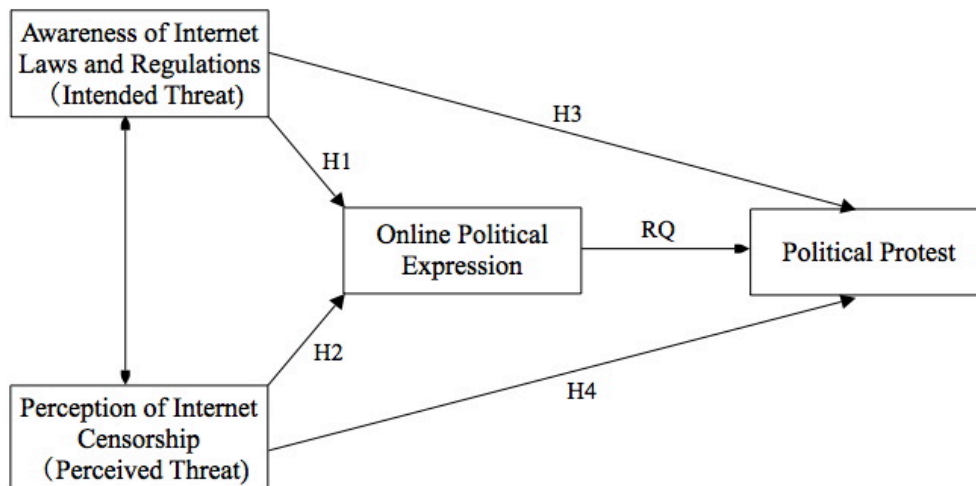 Awareness of Internet
Laws and Regulations
（Intended Threat)
H3
H1
Online Political
Expression
RQ
Political Protest
H2
H4
Perception of Internet
Censorship
（Perceived Threat)